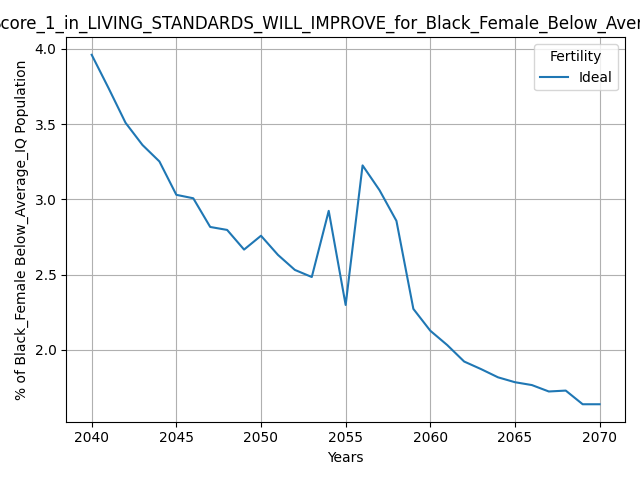 core_1_in_LIVING_STANDARDS_WILL_IMPROVE_for_Black_Female_Below_Aver
Fertility
Ideal
% of Black_Female Below_Average_IQ Population
4.0
3.5
3.0
2.5
2.0
2040 2045 2050 2055 2060 2065 2070
Years